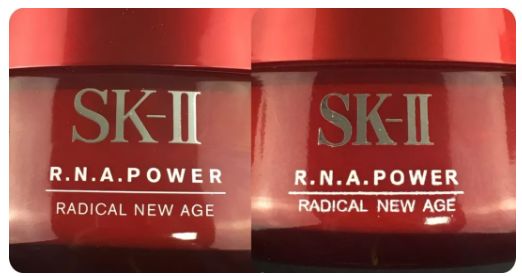 SK-II
R.N.A.POWER
RADICAL NEW AGE
SK-II
R.N.A.POWER
RADICAL NEW AGE